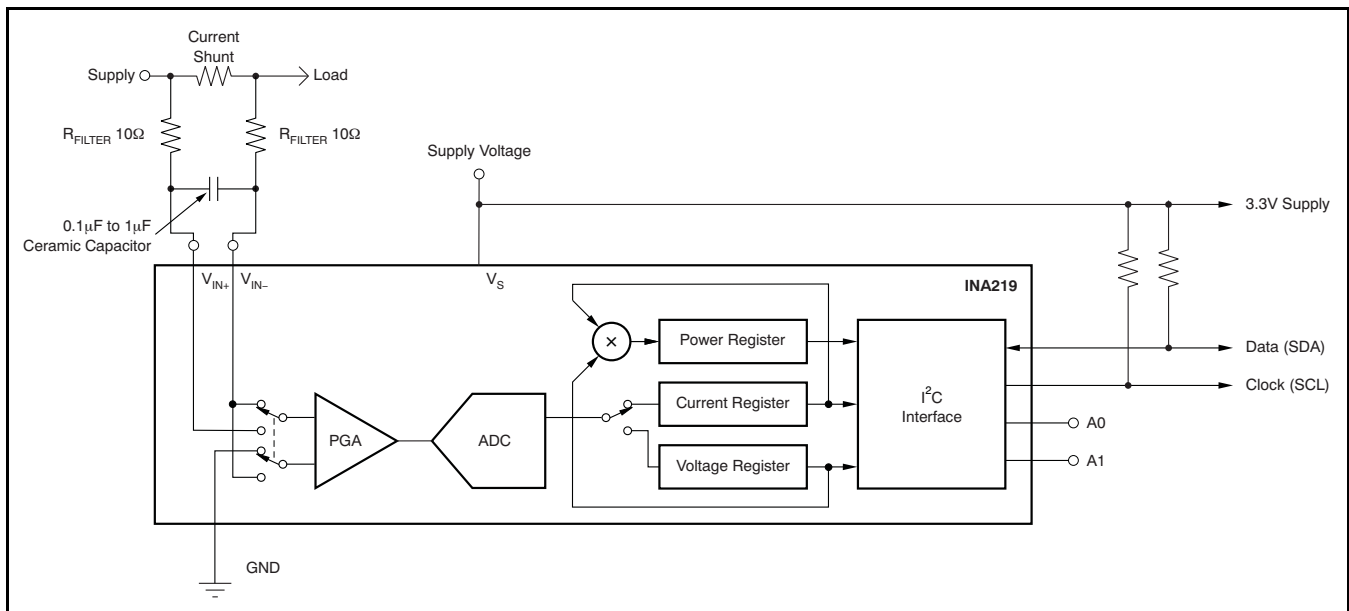 Current
Shunt
Supply
Load
R_FILTER 10Ω
R_FILTER 10Ω
Supply Voltage
3.3V Supply
0.1μF to 1μF
Ceramic Capacitor
V_IN+
V_IN−
V_S
INA219
×
Power Register
Data (SDA)
Clock (SCL)
Current Register
I²C
Interface
PGA
ADC
A0
Voltage Register
A1
GND